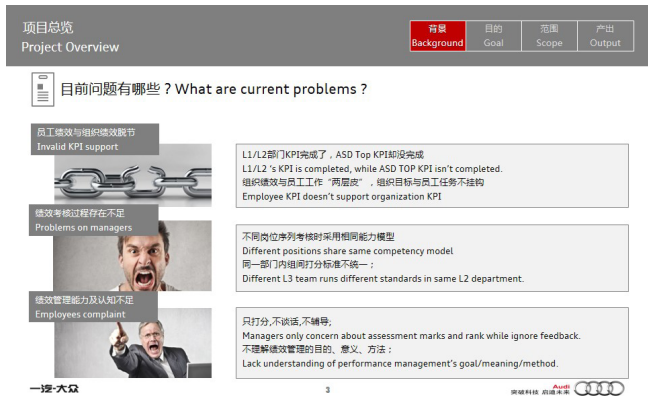 项目总览
Project Overview
背景
Background
目的
Goal
范围
Scope
产出
Output
目前问题有哪些？What are current problems ?
员工绩效与组织绩效脱节
Invalid KPI support
L1/L2部门KPI完成了，ASD Top KPI却没完成
L1/L2 's KPI is completed, while ASD TOP KPI isn't completed.
组织绩效与员工工作“两层皮”，组织目标与员工任务不挂钩
Employee KPI doesn't support organization KPI
绩效考核过程存在不足
Problems on managers
不同岗位序列考核时采用相同能力模型
Different positions share same competency model
同一部门内组间打分标准不统一；
Different L3 team runs different standards in same L2 department.
绩效管理能力及认知不足
Employees complaint
只打分,不谈话,不辅导;
Managers only concern about assessment marks and rank while ignore feedback.
不理解绩效管理的目的、意义、方法：
Lack understanding of performance management's goal/meaning/method.
一汽-大众
3
Audi
突破科技 启迪未来